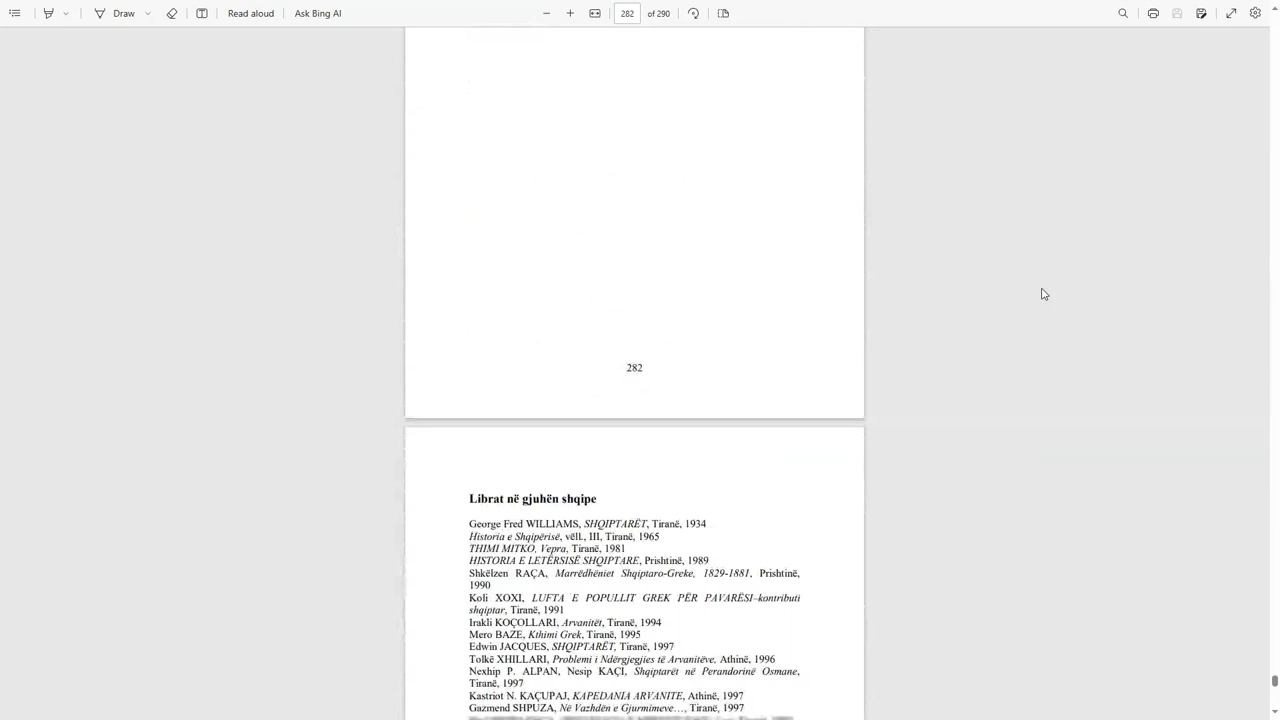 Draw
Read aloud
Ask Bing AI
282
of 290
282
Librat në gjuhën shqipe
George Fred WILLIAMS, SHQIPTARËT, Tiranë, 1934
Historia e Shqipërisë, vëll., III, Tiranë, 1965
THIMI MITKO, Vepra, Tiranë, 1981
HISTORIA E LETËRSISË SHQIPTARE, Prishtinë, 1989
Shkëlzen RAÇA, Marrëdhëniet Shqiptaro-Greke, 1829-1881, Prishtinë,
1990
Koli XOXI, LUFTA E POPULLIT GREK PËR PAVARËSI–kontributi
shqiptar, Tiranë, 1991
Irakli KOÇOLLARI, Arvanitët, Tiranë, 1994
Mero BAZE, Kthimi Grek, Tiranë, 1995
Edwin JACQUES, SHQIPTARËT, Tiranë, 1997
Tolkë XHILLARI, Problemi i Ndërgjegjies të Arvanitëve, Athinë, 1996
Nexhip P. ALPAN, Nesip KAÇI, Shqiptarët në Perandorinë Osmane,
Tiranë, 1997
Kastriot N. KAÇUPAJ, KAPEDANIA ARVANITE, Athinë, 1997
Gazmend SHPUZA, Në Vazhdën e Gjurmimeve…, Tiranë, 1997